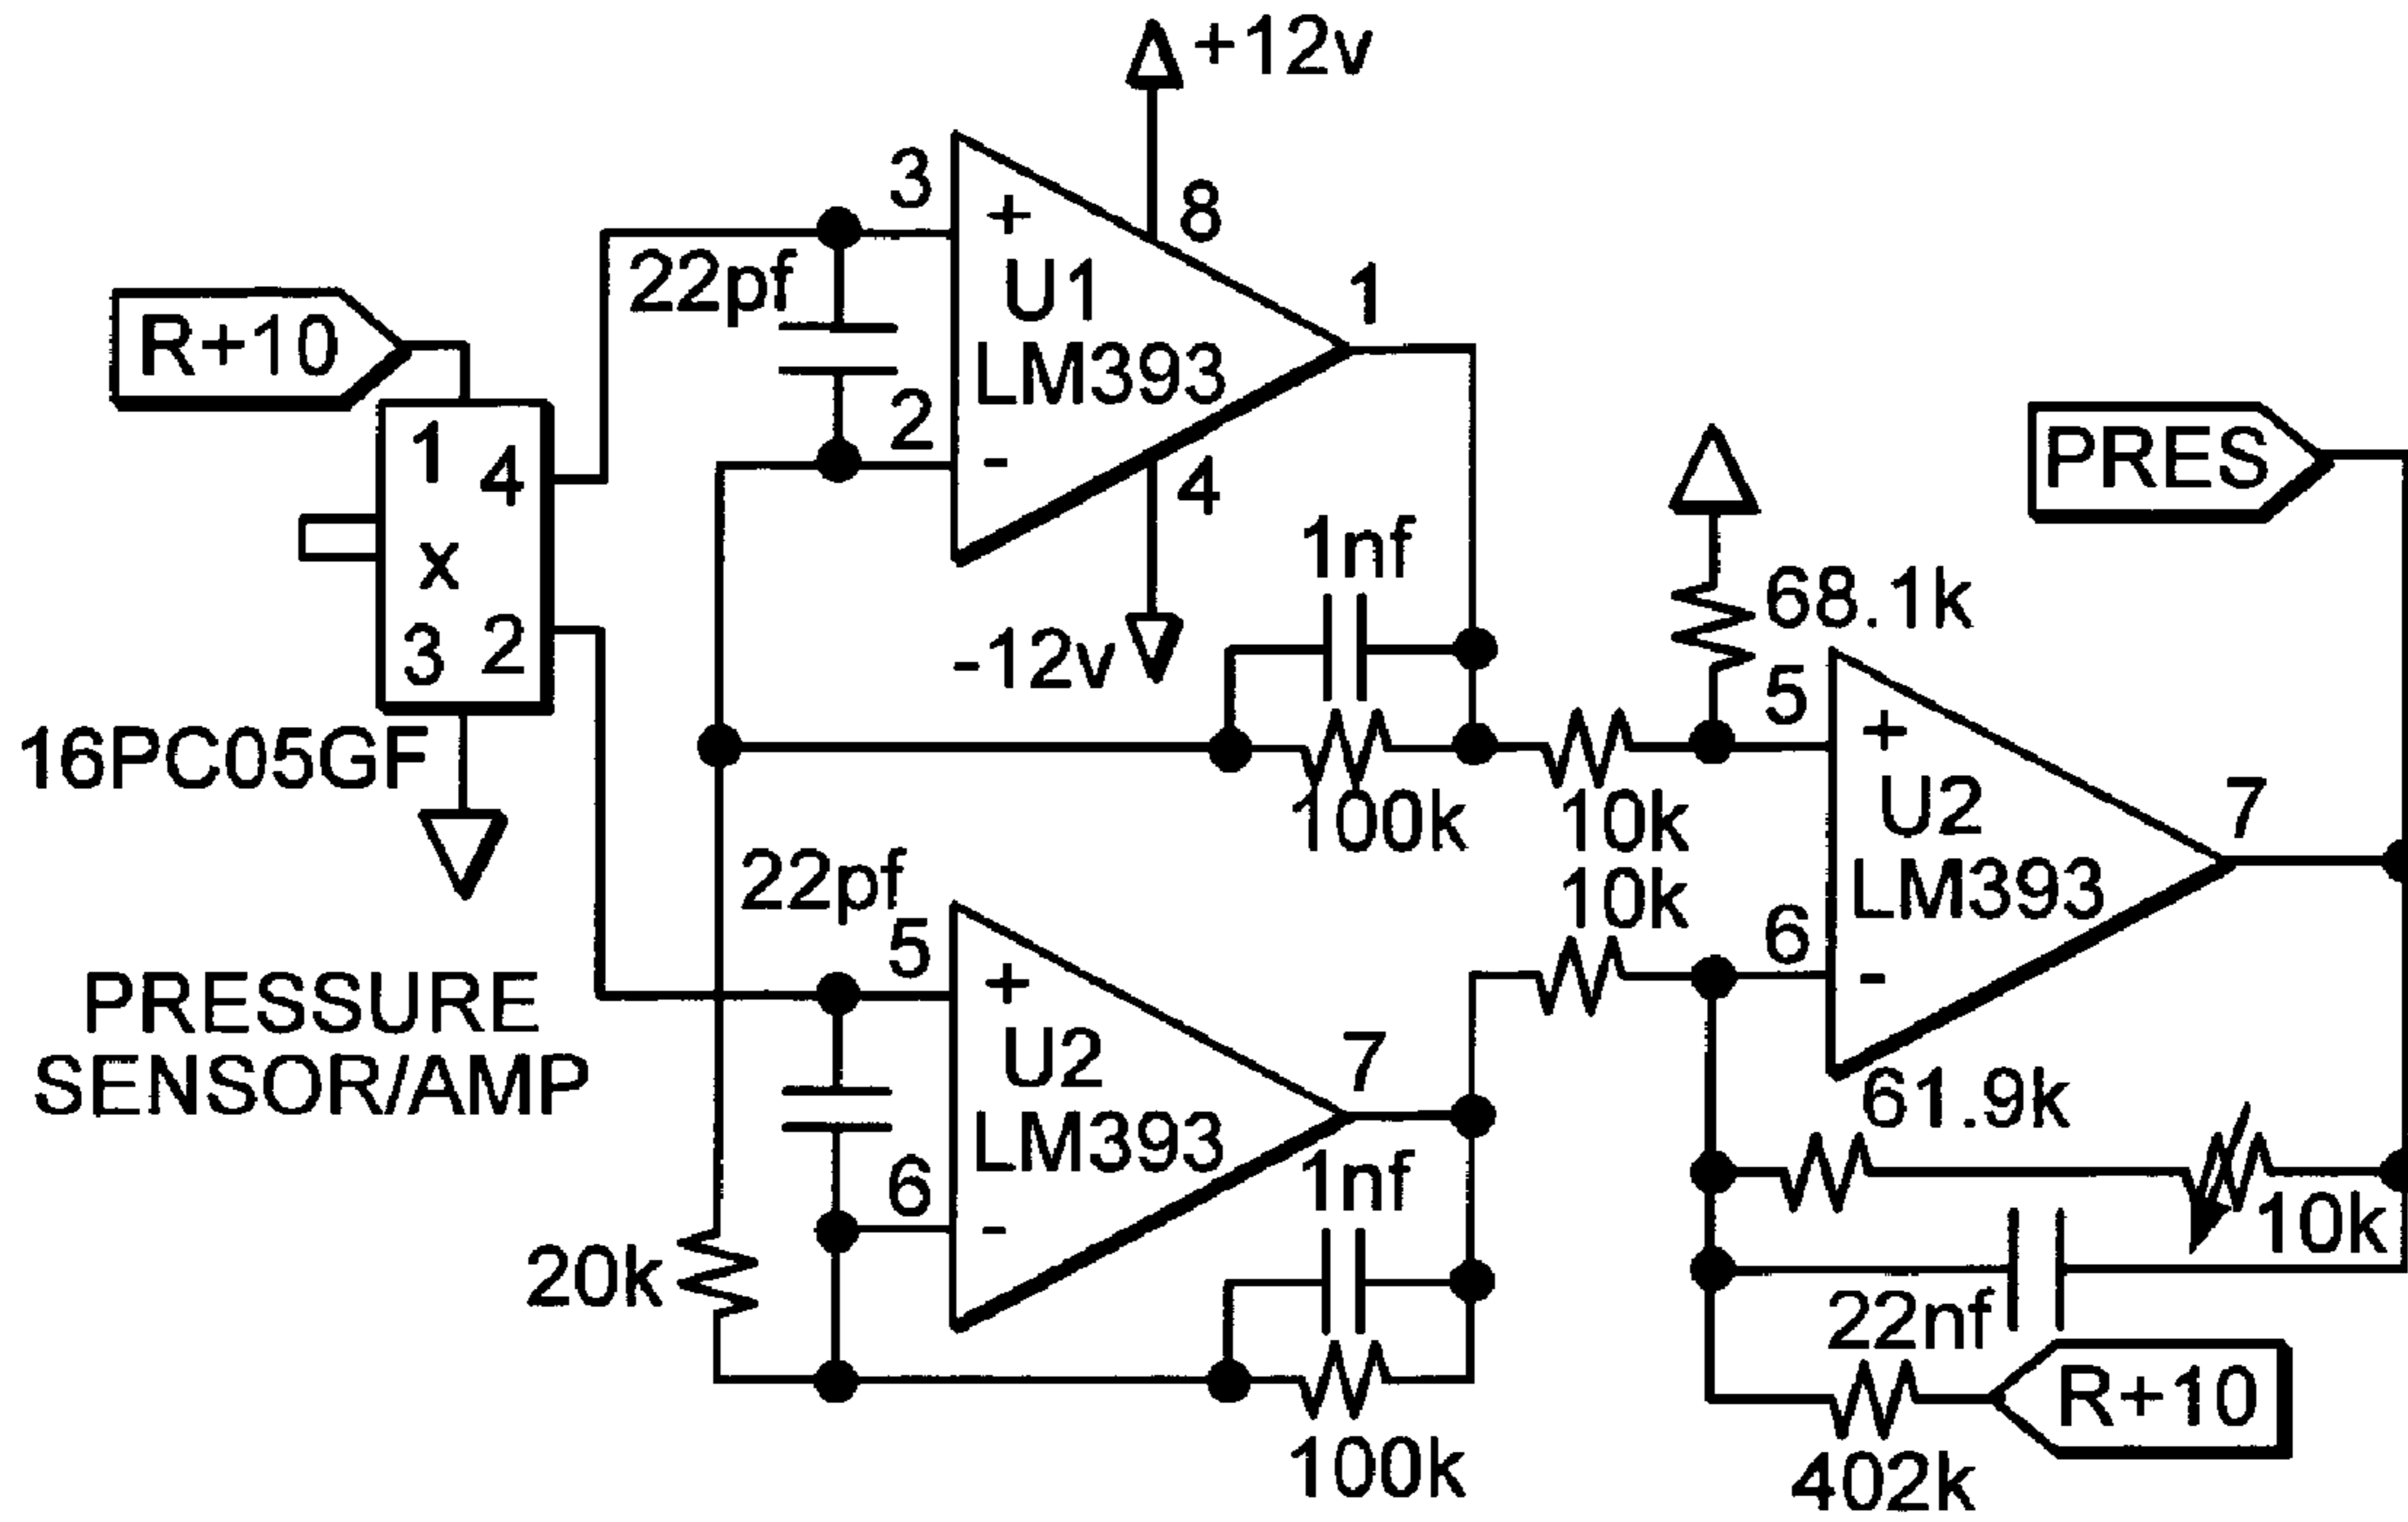 +12v
3
+
8
22pf
U1
1
R+10
LM393
2
-
4
1
4
PRES
x
3
2
-12v
1nf
68.1k
5
+
16PC05GF
100k
10k
U2
7
22pf
10k
LM393
5
6
-
+
PRESSURE
SENSOR/AMP
U2
7
LM393
61.9k
1nf
6
-
10k
20k
22nf
R+10
100k
402k